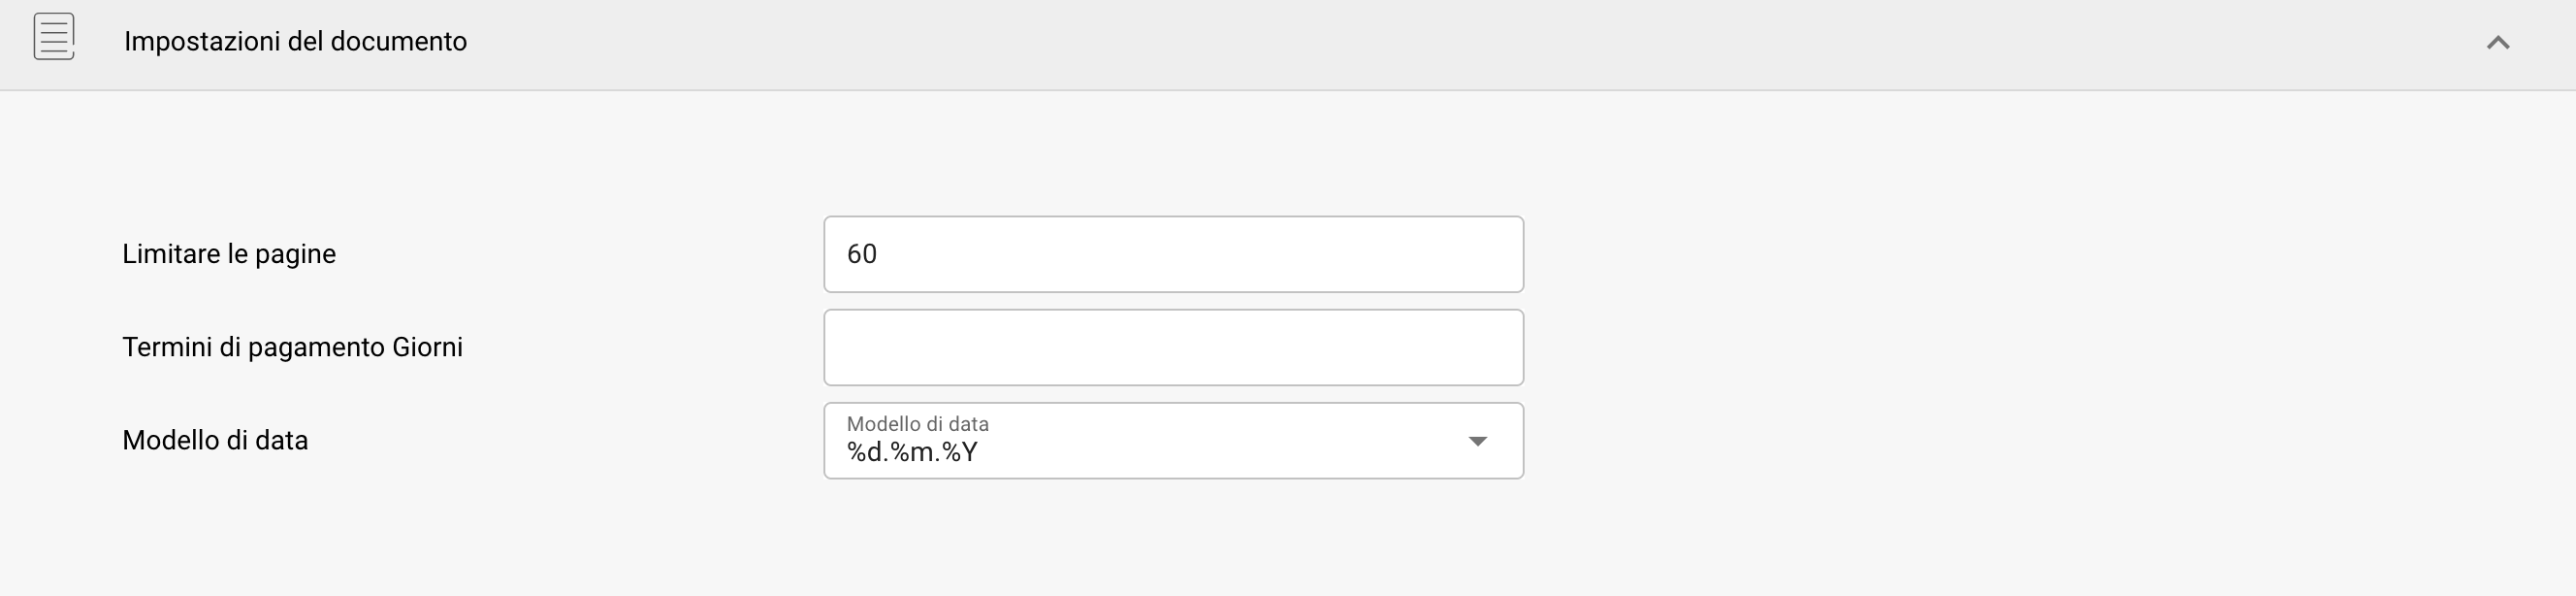 Impostazioni del documento
Limitare le pagine
60
Termini di pagamento Giorni
Modello di data
Modello di data
%d.%m.%Y